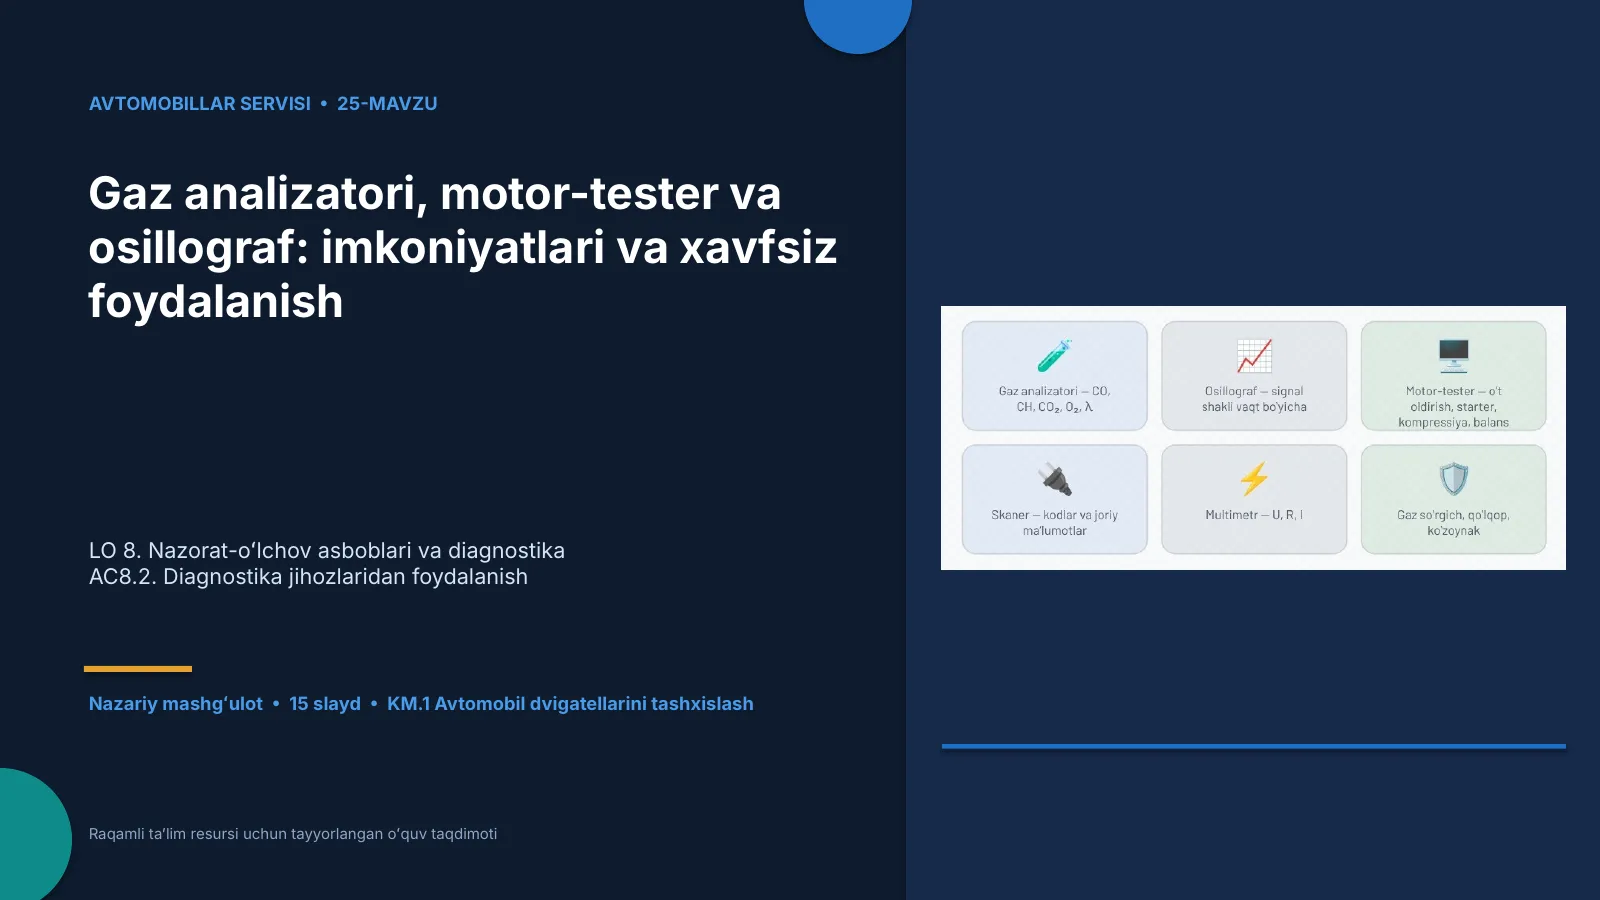 AVTOMOBILLAR SERVISI • 25-MAVZU
Gaz analizatori, motor-tester va
osillograf: imkoniyatlari va xavfsiz
foydalanish
LO 8. Nazorat-oʻlchov asboblari va diagnostika
AC8.2. Diagnostika jihozlaridan foydalanish
Nazariy mashgʻulot • 15 slayd • KM.1 Avtomobil dvigatellarini tashxislash
Raqamli taʼlim resursi uchun tayyorlangan oʻquv taqdimoti
Gaz analizatori – CO,
CH, CO₂, O₂, λ
Osillograf – signal
shakli vaqt bo'yicha
Motor-tester – o't
oldirish, starter,
kompressiya, balans
Skaner – kodlar va joriy
ma'lumotlar
Multimetr – U, R, I
Gaz so'rgich, qo'lqop,
ko'zoynak